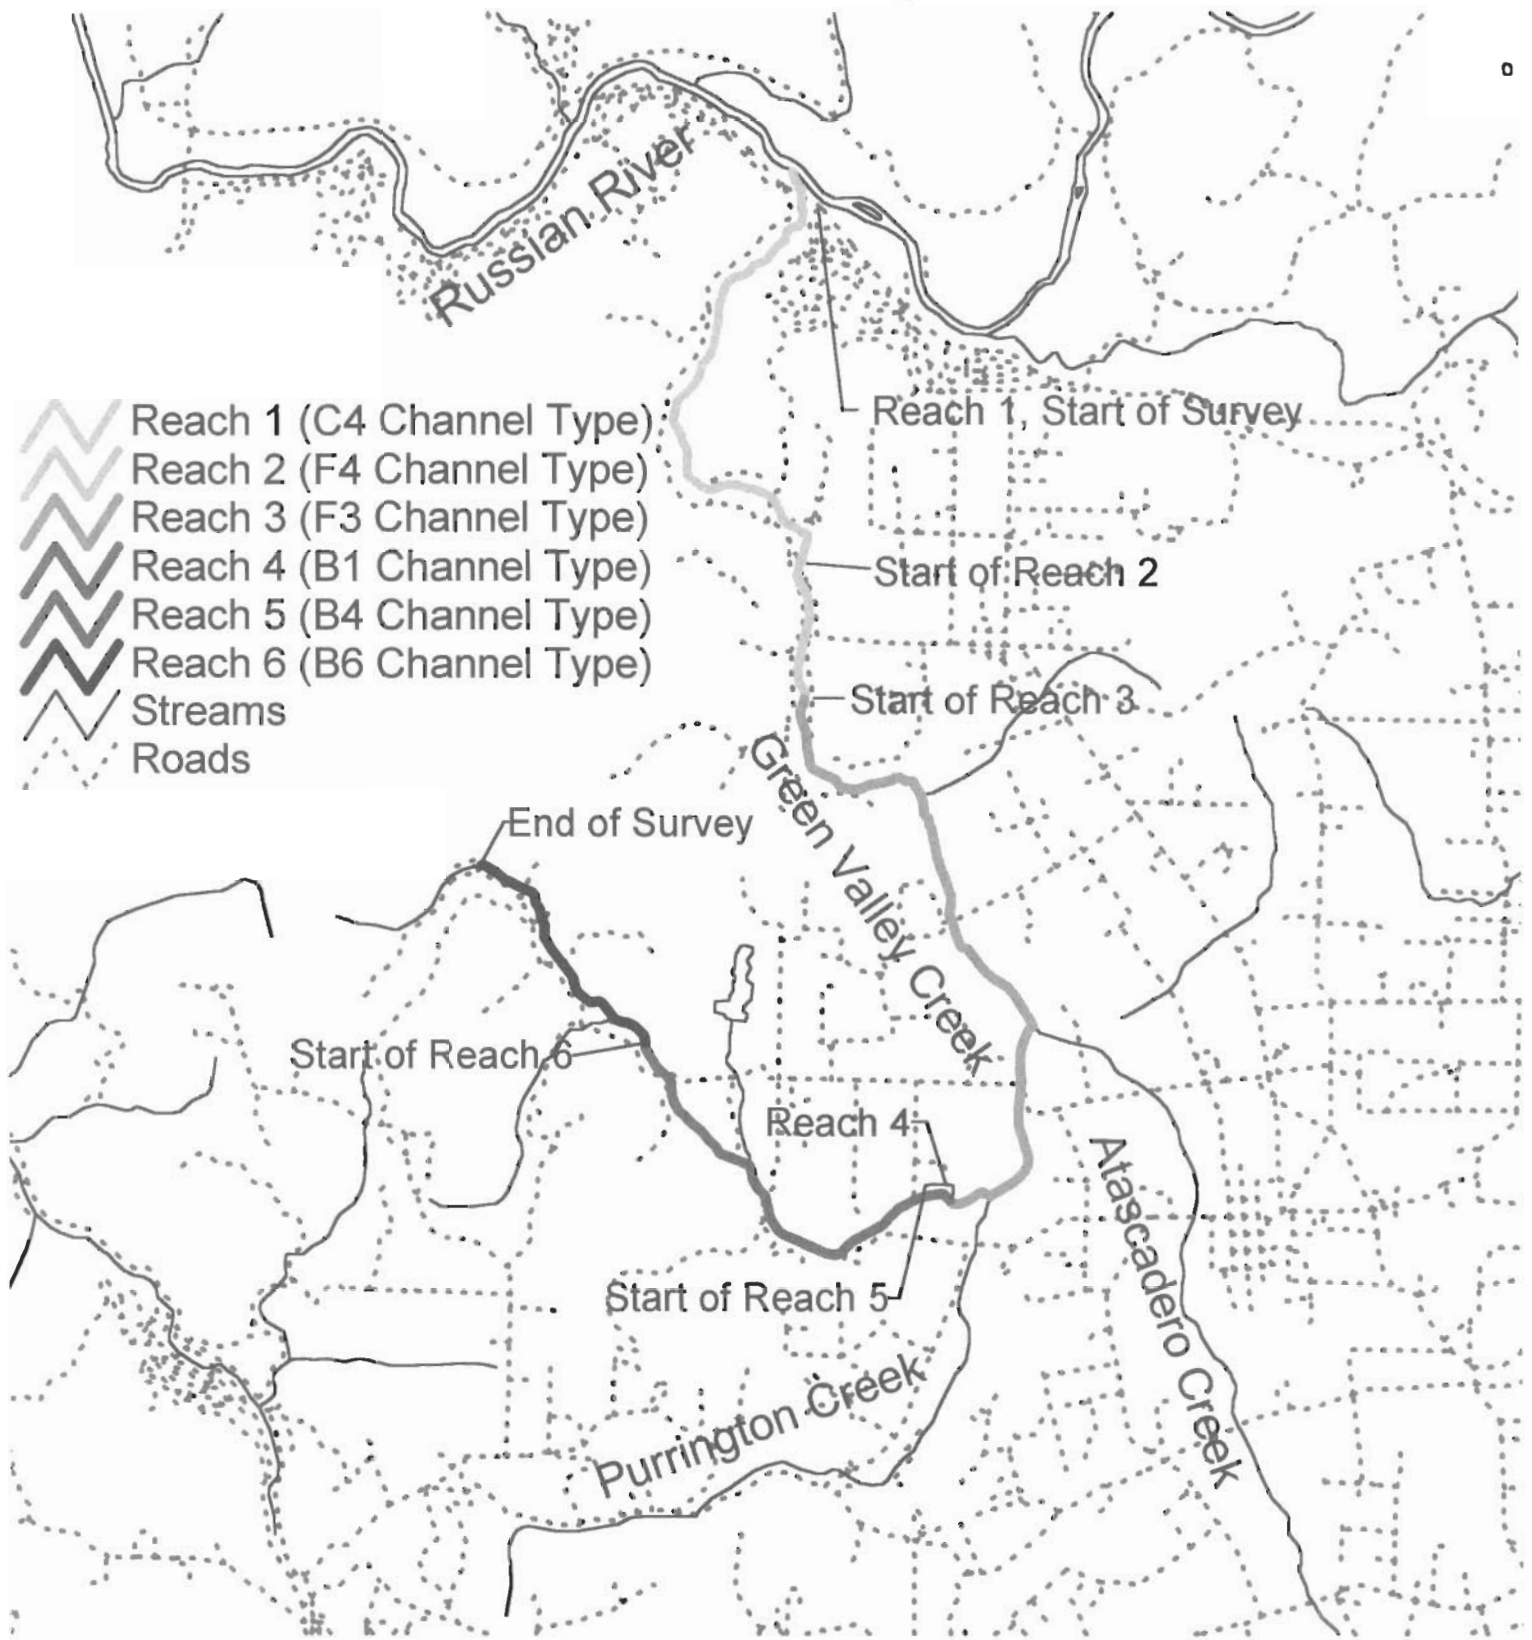 Russian River
Reach 1, Start of Survey
Reach 1 (C4 Channel Type)
Reach 2 (F4 Channel Type)
Reach 3 (F3 Channel Type)
Reach 4 (B1 Channel Type)
Reach 5 (B4 Channel Type)
Reach 6 (B6 Channel Type)
Streams
Roads
Start of Reach 2
Start of Reach 3
Green Valley Creek
End of Survey
Start of Reach 6
Reach 4
Atascadero Creek
Start of Reach 5
Purrington Creek